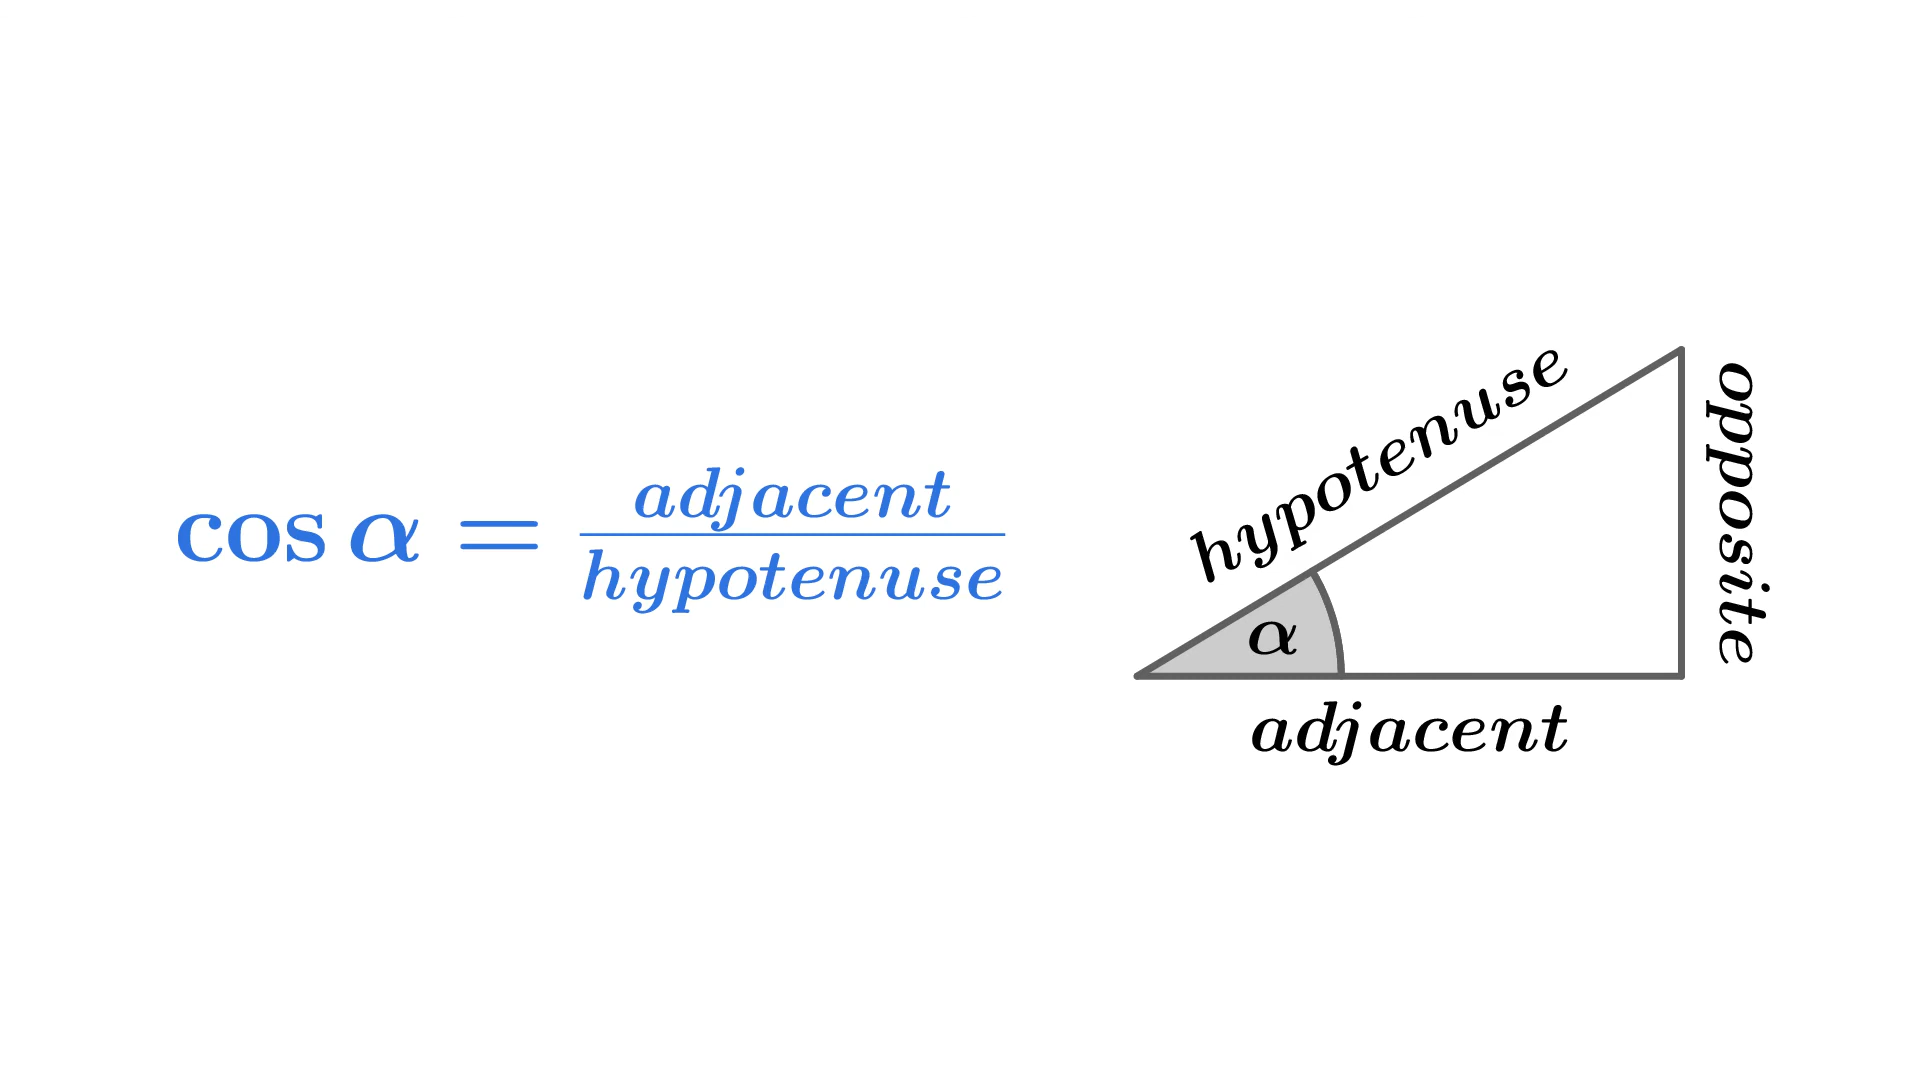 cos α = adjacent
hypotenuse
hypotenuse
opposite
α
adjacent